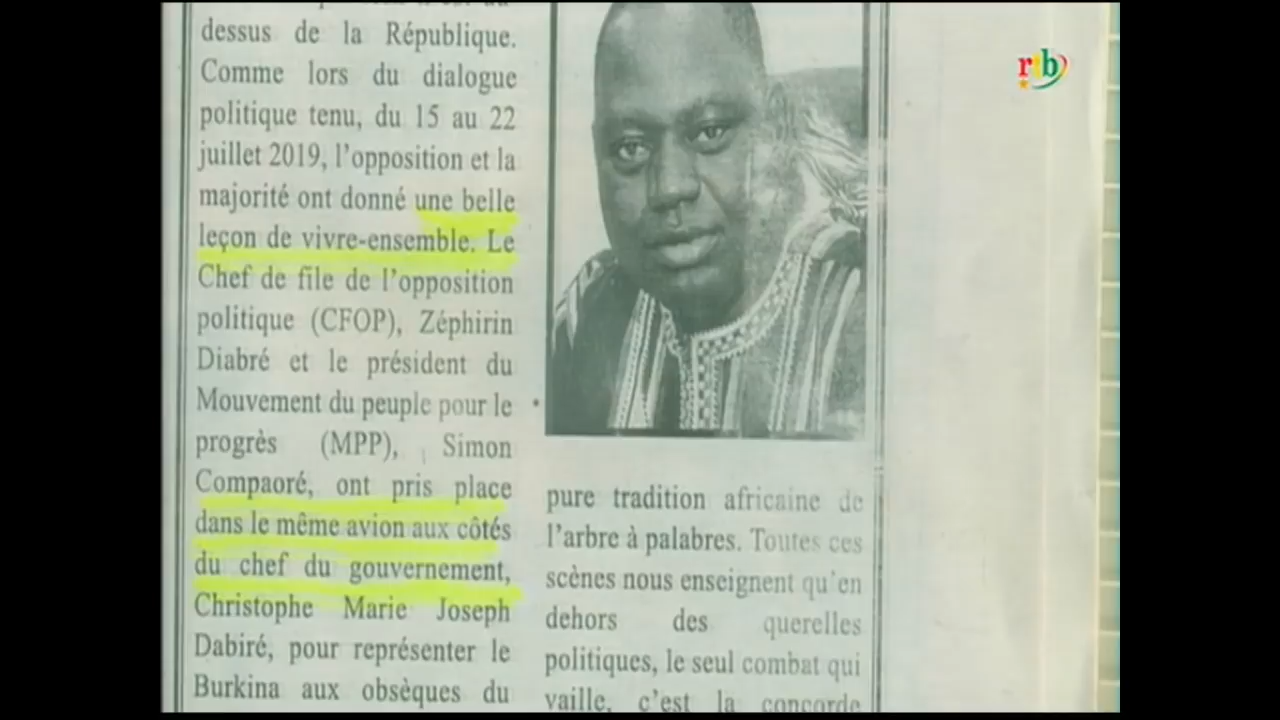 dessus de la République.
Comme lors du dialogue
politique tenu, du 15 au 22
juillet 2019, l'opposition et la
majorité ont donné une belle
leçon de vivre-ensemble. Le
Chef de file de l'opposition
politique (CFOP), Zéphirin
Diabré et le président du
Mouvement du peuple pour le
progrès (MPP), Simon
Compaoré, ont pris place
dans le même avion aux côtés
du chef du gouvernement,
Christophe Marie Joseph
Dabiré, pour représenter le
Burkina aux obsèques du
pure tradition africaine de
l'arbre à palabres. Toutes ces
scènes nous enseignent qu'en
dehors des querelles
politiques, le seul combat qui
vaille, c'est la concorde
rtb